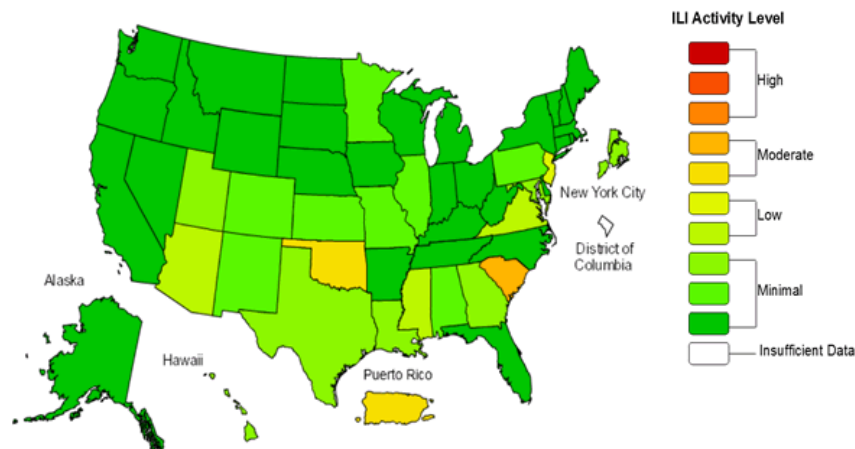 ILI Activity Level
High
Moderate
Low
Minimal
Insufficient Data
New York City
District of
Columbia
Alaska
Hawaii
Puerto Rico